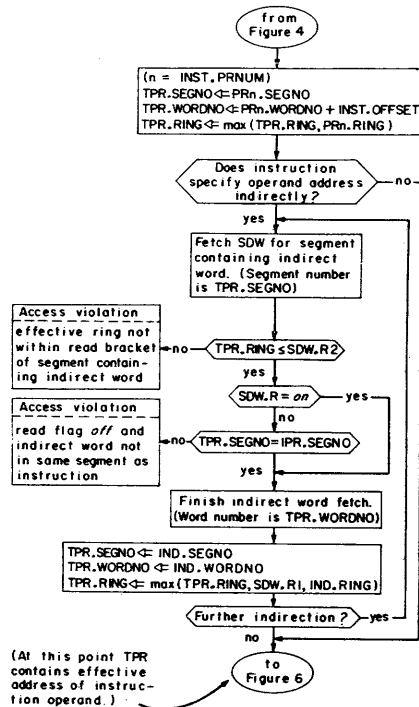 from
Figure 4
(n = INST.PRNUM)
TPR.SEGNO⇐PRn.SEGNO
TPR.WORDNO⇐PRn.WORDNO+INST.OFFSET
TPR.RING⇐max(TPR.RING,PRn.RING)
Does instruction
specify operand address
indirectly?
no
yes
Fetch SDW for segment
containing indirect
word. (Segment number
is TPR.SEGNO)
Access violation
effective ring not
within read bracket
of segment contain-
ing indirect word
no
TPR.RING≤SDW.R2
yes
SDW.R=on
yes
no
Access violation
read flag off and
indirect word not
in same segment as
instruction
no
TPR.SEGNO=IPR.SEGNO
yes
Finish indirect word fetch.
(Word number is TPR.WORDNO)
TPR.SEGNO⇐ IND.SEGNO
TPR.WORDNO⇐ IND.WORDNO
TPR.RING⇐max(TPR.RING,SDW.R1,IND.RING)
Further indirection?
yes
no
to
Figure 6
(At this point TPR
contains effective
address of instruc-
tion operand.)